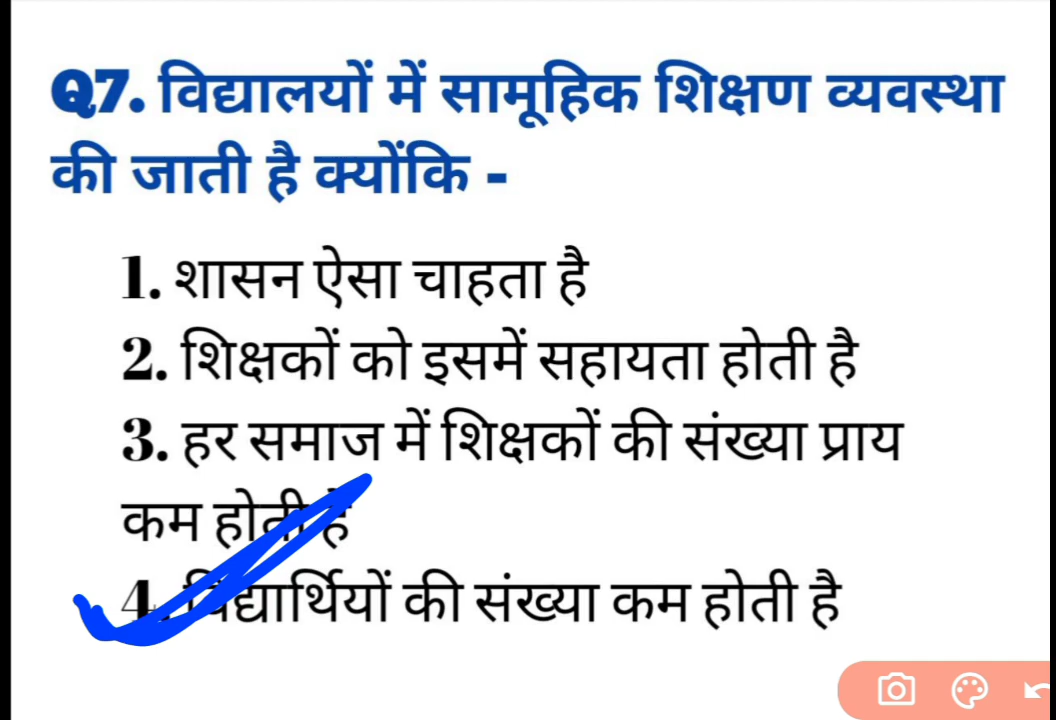 Q7. विद्यालयों में सामूहिक शिक्षण व्यवस्था
की जाती है क्योंकि -
1. शासन ऐसा चाहता है
2. शिक्षकों को इसमें सहायता होती है
3. हर समाज में शिक्षकों की संख्या प्राय
कम होती है
4. विद्यार्थियों की संख्या कम होती है